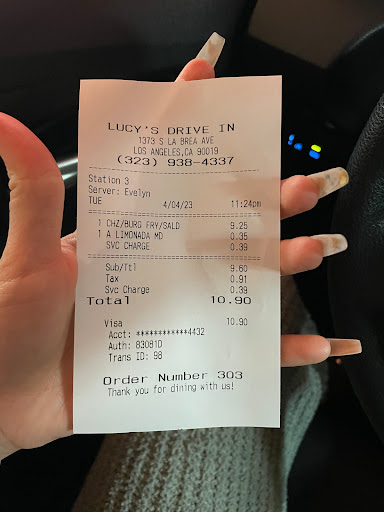 LUCY'S DRIVE IN
1373 S LA BREA AVE
LOS ANGELES,CA 90019
(323) 938-4337
Station 3
Server: Evelyn
TUE 4/04/23 11:24pm
1 CHZ/BURG FRY/SALD 9.25
1 A LIMONADA MD 0.35
SVC CHARGE 0.39
Sub/Ttl 9.60
Tax 0.91
Svc Charge 0.39
Total 10.90
Visa 10.90
Acct: ************4432
Auth: 83081D
Trans ID: 98
Order Number 303
Thank you for dining with us!